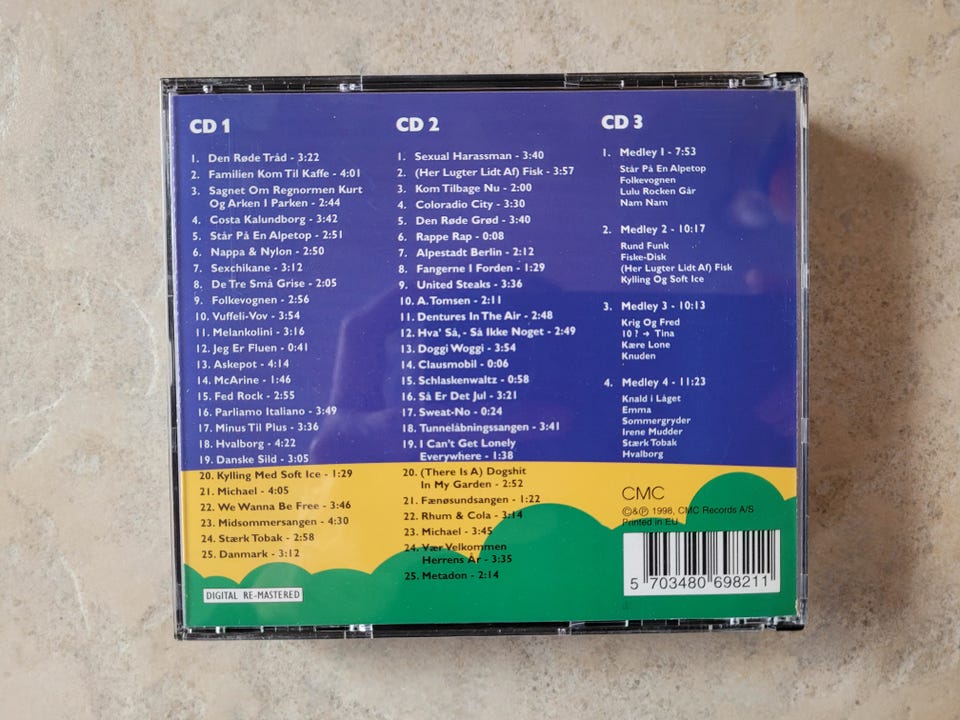 CD 1
1. Den Røde Tråd - 3:22
2. Familien Kom Til Kaffe - 4:01
3. Sagnet Om Regnormen Kurt
Og Arken I Parken - 2:44
4. Costa Kalundborg - 3:42
5. Står På En Alpetop - 2:51
6. Nappa & Nylon - 2:50
7. Sexchikane - 3:12
8. De Tre Små Grise - 2:05
9. Folkevognen - 2:56
10. Vuffeli-Vov - 3:54
11. Melankolini - 3:16
12. Jeg Er Fluen - 0:41
13. Askepot - 4:14
14. McArine - 1:46
15. Fed Rock - 2:55
16. Parliamo Italiano - 3:49
17. Minus Til Plus - 3:36
18. Hvalborg - 4:22
19. Danske Sild - 3:05
20. Kylling Med Soft Ice - 1:29
21. Michael - 4:05
22. We Wanna Be Free - 3:46
23. Midsommersangen - 4:30
24. Stærk Tobak - 2:58
25. Danmark - 3:12
DIGITAL RE-MASTERED
CD 2
1. Sexual Harassman - 3:40
2. (Her Lugter Lidt Af) Fisk - 3:57
3. Kom Tilbage Nu - 2:00
4. Coloradio City - 3:30
5. Den Røde Grød - 3:40
6. Rappe Rap - 0:08
7. Alpestadt Berlin - 2:12
8. Fangerne I Forden - 1:29
9. United Steaks - 3:36
10. A. Tomsen - 2:11
11. Dentures In The Air - 2:48
12. Hva' Så, - Så Ikke Noget - 2:49
13. Doggi Woggi - 3:54
14. Clausmobil - 0:06
15. Schlaskenwaltz - 0:58
16. Så Er Det Jul - 3:21
17. Sweat-No - 0:24
18. Tunnelåbningssangen - 3:41
19. I Can't Get Lonely
Everywhere - 1:38
20. (There Is A) Dogshit
In My Garden - 2:52
21. Fænøsundsangen - 1:22
22. Rhum & Cola - 3:14
23. Michael - 3:45
24. Vær Velkommen
Herrens År - 3:35
25. Metadon - 2:14
CD 3
1. Medley 1 - 7:53
Står På En Alpetop
Folkevognen
Lulu Rocken Går
Nam Nam
2. Medley 2 - 10:17
Rund Funk
Fiske-Disk
(Her Lugter Lidt Af) Fisk
Kylling Og Soft Ice
3. Medley 3 - 10:13
Krig Og Fred
10 ? → Tina
Kære Lone
Knuden
4. Medley 4 - 11:23
Knald i Låget
Emma
Sommergryder
Irene Mudder
Stærk Tobak
Hvalborg
CMC
©&℗ 1998, CMC Records A/S
Printed in EU
5 703480 698211